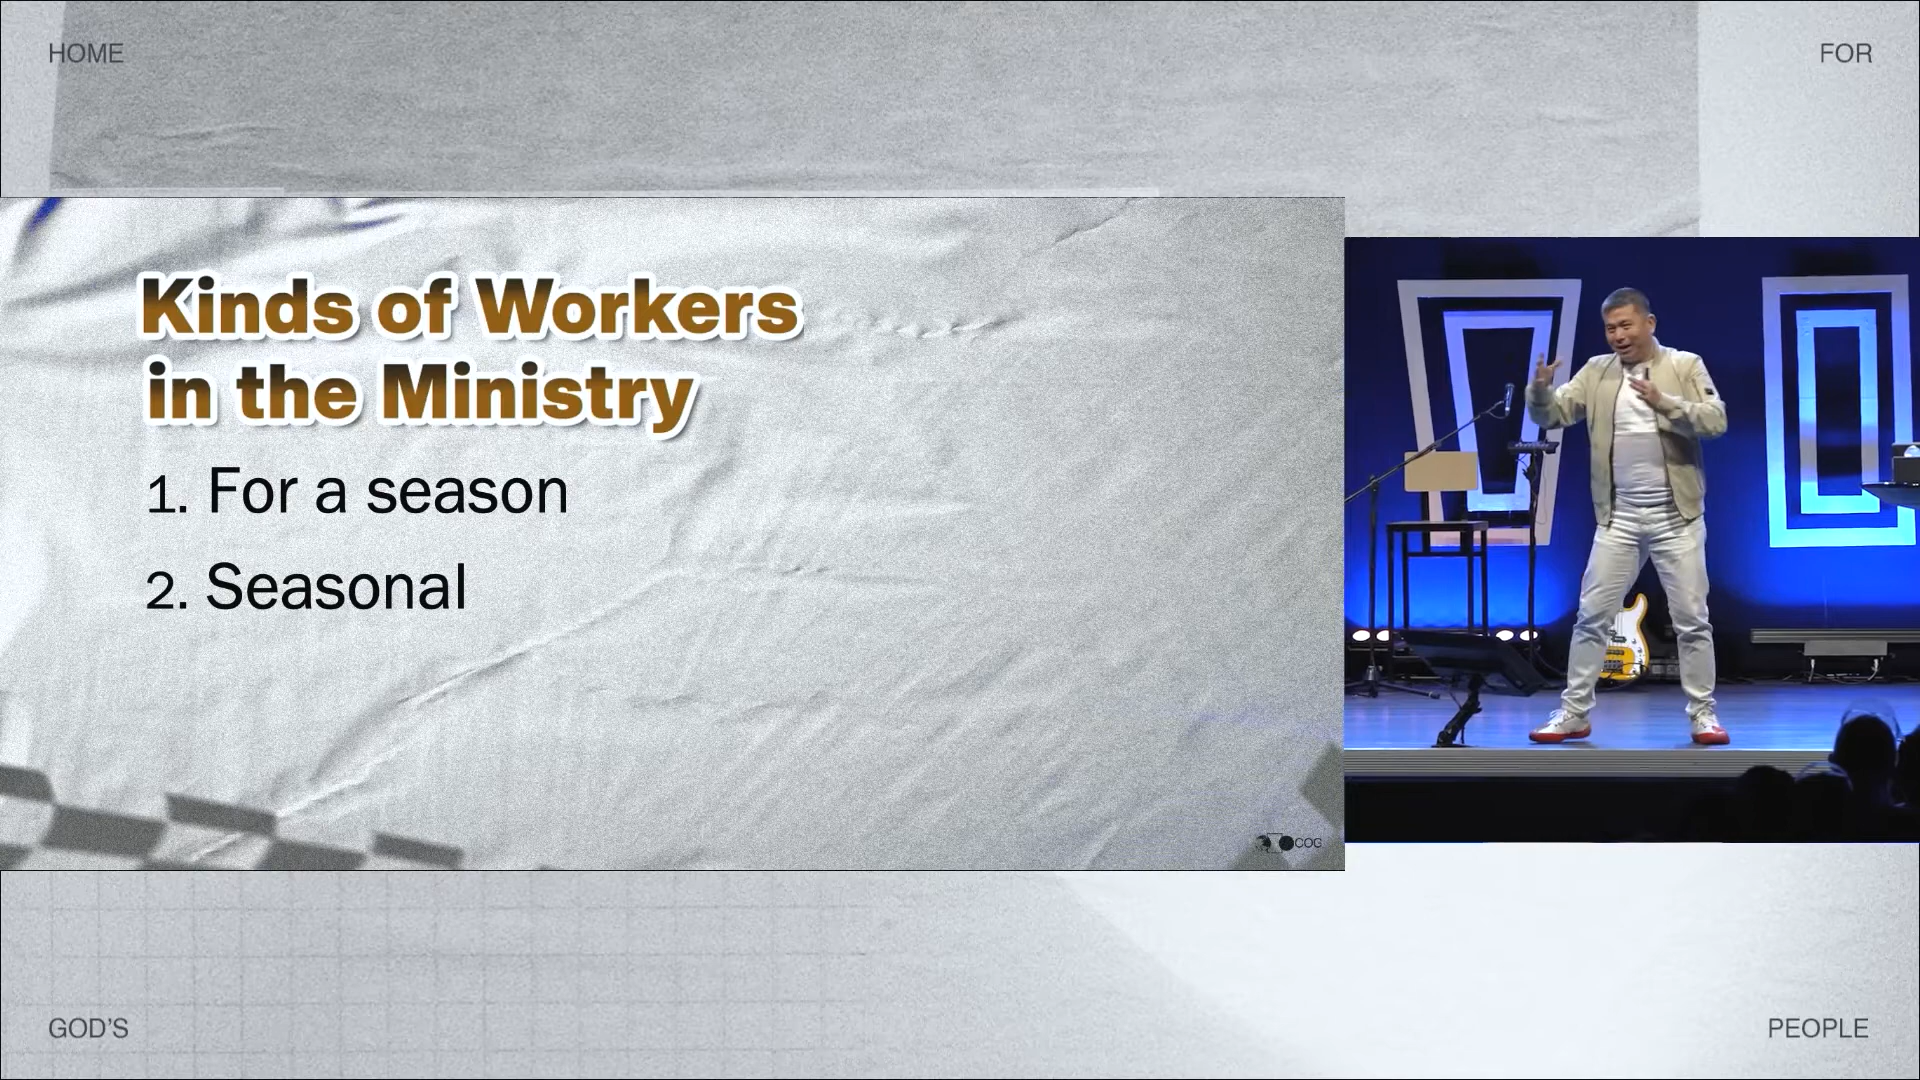 HOME
FOR
Kinds of Workers
in the Ministry
1. For a season
2. Seasonal
COG
GOD'S
PEOPLE